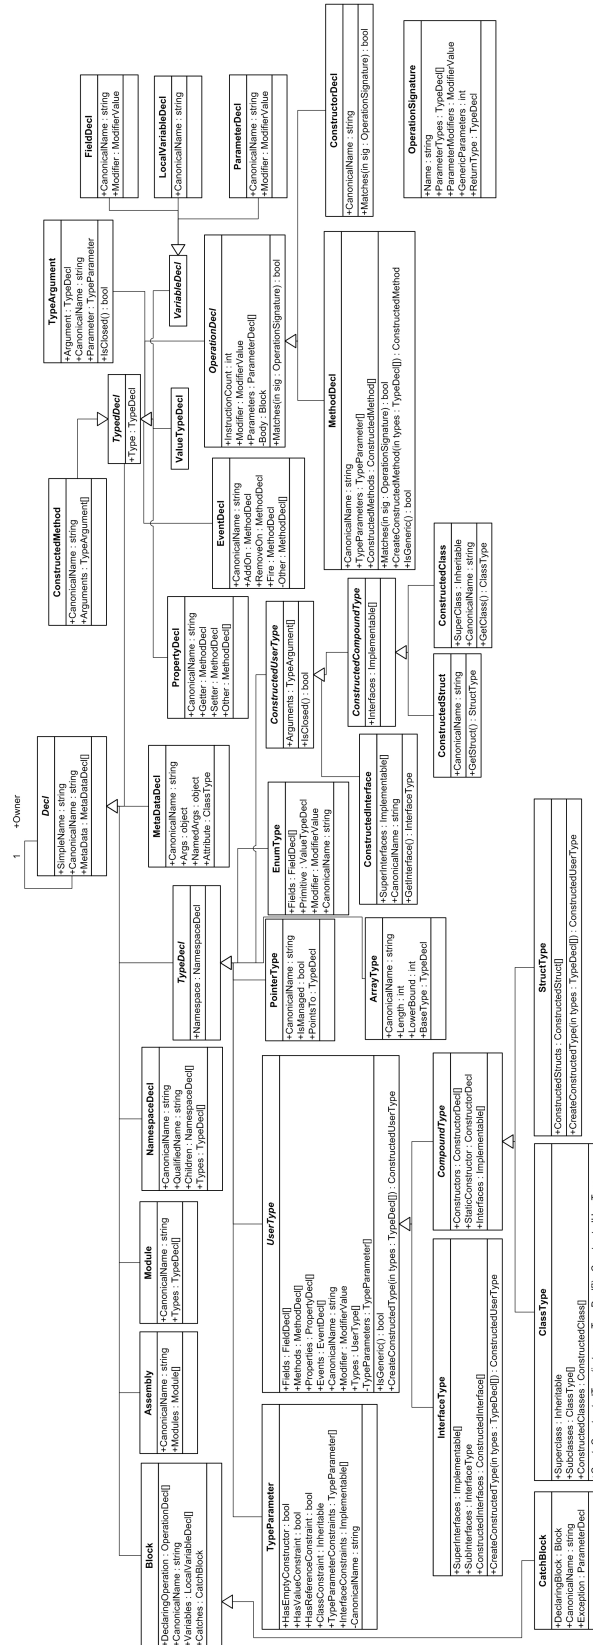 1
+Owner
Decl
+SimpleName : string
+CanonicalName : string
+MetaData : MetaDataDecl[]
Block
+DeclaringOperation : OperationDecl[]
+CanonicalName : string
+Variables : LocalVariableDecl[]
+Catches : CatchBlock
Assembly
+CanonicalName : string
+Modules : Module[]
Module
+CanonicalName : string
+Types : TypeDecl[]
NamespaceDecl
+CanonicalName : string
+QualifiedName : string
+Children : NamespaceDecl[]
+Types : TypeDecl[]
TypeDecl
+Namespace : NamespaceDecl
MetaDataDecl
+CanonicalName : string
+Args : object
+NamedArgs : object
+Attribute : ClassType
ConstructedMethod
+CanonicalName : string
+Arguments : TypeArgument[]
TypedDecl
+Type : TypeDecl
TypeArgument
+Argument : TypeDecl
+CanonicalName : string
+Parameter : TypeParameter
+IsClosed() : bool
FieldDecl
+CanonicalName : string
+Modifier : ModifierValue
LocalVariableDecl
+CanonicalName : string
ParameterDecl
+CanonicalName : string
+Modifier : ModifierValue
VariableDecl
ValueTypeDecl
PropertyDecl
+CanonicalName : string
+Getter : MethodDecl
+Setter : MethodDecl
+Other : MethodDecl[]
EventDecl
+CanonicalName : string
+AddOn : MethodDecl
+RemoveOn : MethodDecl
+Fire : MethodDecl
-Other : MethodDecl[]
OperationDecl
+InstructionCount : int
+Modifier : ModifierValue
+Parameters : ParameterDecl[]
-Body : Block
+Matches(in sig : OperationSignature) : bool
ConstructorDecl
+CanonicalName : string
+Matches(in sig : OperationSignature) : bool
OperationSignature
+Name : string
+ParameterTypes : TypeDecl[]
+ParameterModifiers : ModifierValue
+GenericParameters : int
+ReturnType : TypeDecl
MethodDecl
+CanonicalName : string
+TypeParameters : TypeParameter[]
+ConstructedMethods : ConstructedMethod[]
+Matches(in sig : OperationSignature) : bool
+CreateConstructedMethod(in types : TypeDecl[]) : ConstructedMethod
+IsGeneric() : bool
TypeParameter
+HasEmptyConstructor : bool
+HasValueConstraint : bool
+HasReferenceConstraint : bool
+ClassConstraint : Inheritable
+TypeParameterConstraints : TypeParameter[]
+InterfaceConstraints : Implementable[]
-CanonicalName : string
UserType
+Fields : FieldDecl[]
+Methods : MethodDecl[]
+Properties : PropertyDecl[]
+Events : EventDecl[]
+CanonicalName : string
+Modifier : ModifierValue
+Types : UserType[]
-TypeParameters : TypeParameter[]
+IsGeneric() : bool
+CreateConstructedType(in types : TypeDecl[]) : ConstructedUserType
PointerType
+CanonicalName : string
+IsManaged : bool
+PointsTo : TypeDecl
EnumType
+Fields : FieldDecl[]
+Primitive : ValueTypeDecl
+Modifier : ModifierValue
+CanonicalName : string
ConstructedUserType
+Arguments : TypeArgument[]
+IsClosed() : bool
ArrayType
+CanonicalName : string
+Length : int
+LowerBound : int
+BaseType : TypeDecl
ConstructedInterface
+SuperInterfaces : Implementable[]
+CanonicalName : string
+GetInterface() : InterfaceType
ConstructedCompoundType
+Interfaces : Implementable[]
ConstructedStruct
+CanonicalName : string
+GetStruct() : StructType
ConstructedClass
+SuperClass : Inheritable
+CanonicalName : string
+GetClass() : ClassType
InterfaceType
+SuperInterfaces : Implementable[]
+SubInterfaces : InterfaceType
+ConstructedInterfaces : ConstructedInterface[]
+CreateConstructedType(in types : TypeDecl[]) : ConstructedUserType
CompoundType
+Constructors : ConstructorDecl[]
+StaticConstructor : ConstructorDecl
+Interfaces : Implementable[]
CatchBlock
+DeclaringBlock : Block
+CanonicalName : string
+Exception : ParameterDecl
ClassType
+Superclass : Inheritable
+Subclasses : ClassType[]
+ConstructedClasses : ConstructedClass[]
StructType
+ConstructedStructs : ConstructedStruct[]
+CreateConstructedType(in types : TypeDecl[]) : ConstructedUserType